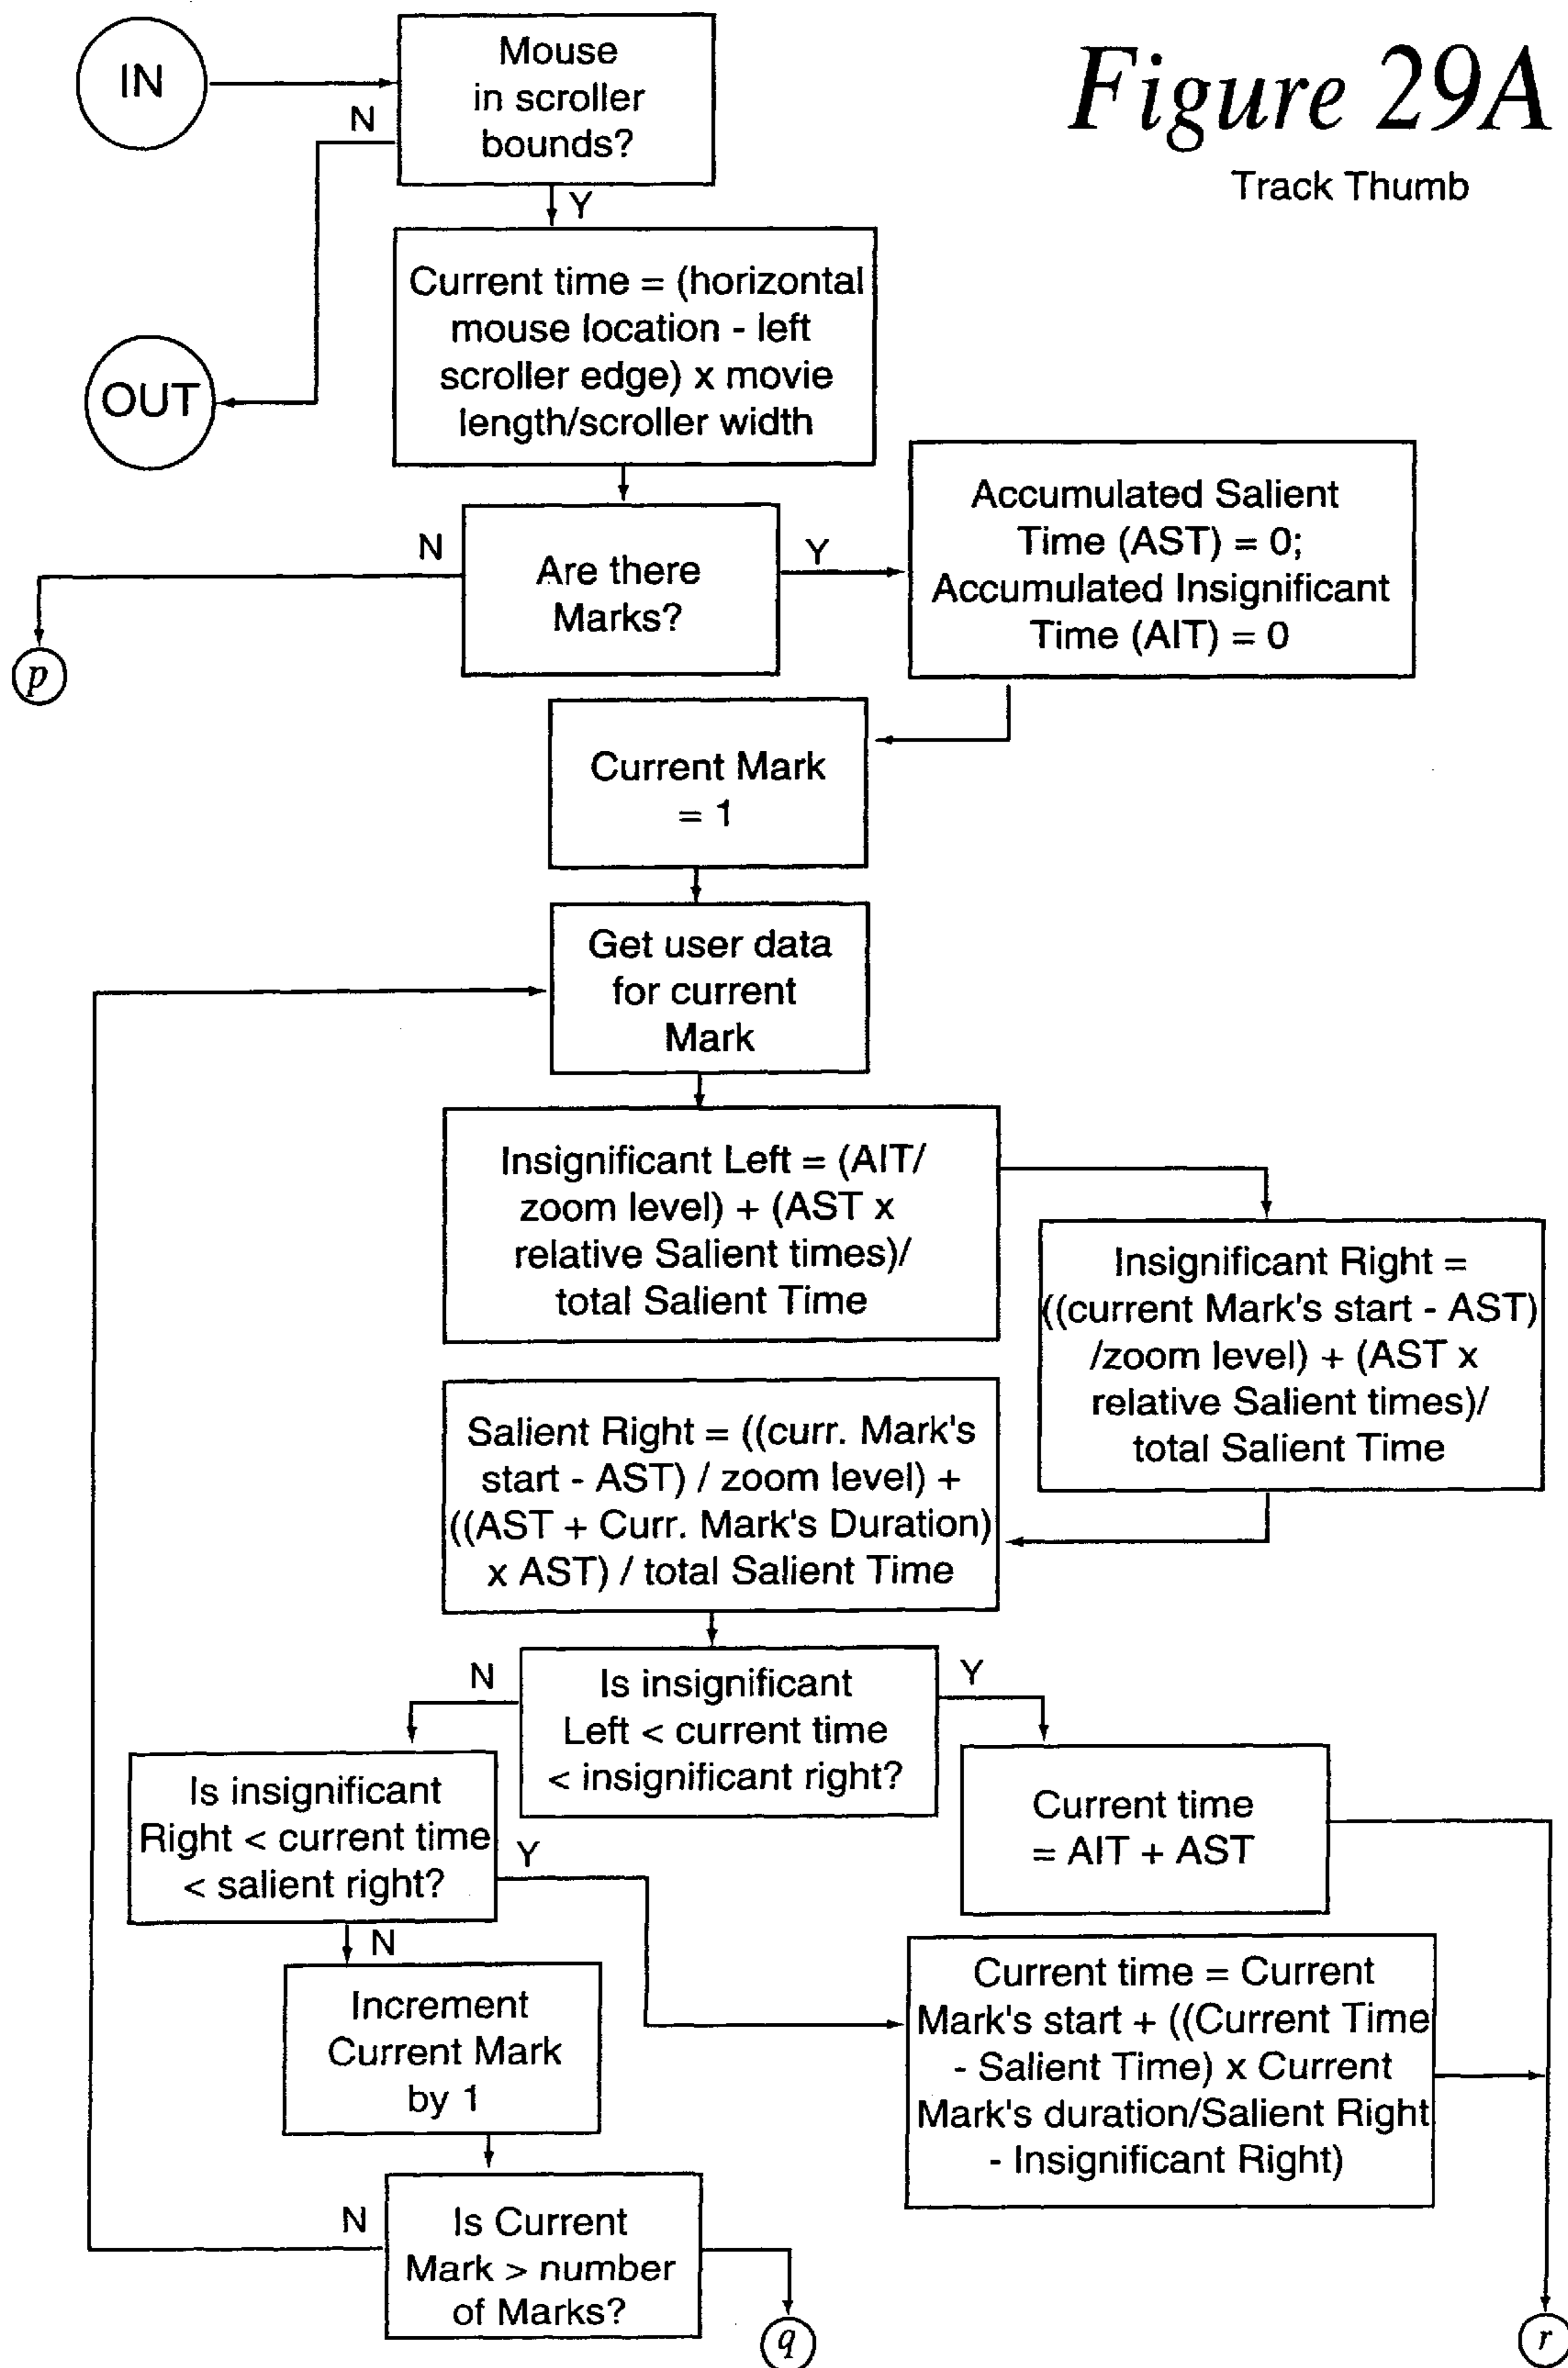 Figure 29A
Track Thumb
IN
Mouse
in scroller
bounds?
N
Y
OUT
Current time = (horizontal
mouse location - left
scroller edge) x movie
length/scroller width
Are there
Marks?
N
Y
p
Accumulated Salient
Time (AST) = 0;
Accumulated Insignificant
Time (AIT) = 0
Current Mark
= 1
Get user data
for current
Mark
Insignificant Left = (AIT/
zoom level) + (AST x
relative Salient times)/
total Salient Time
Insignificant Right =
((current Mark's start - AST)
/zoom level) + (AST x
relative Salient times)/
total Salient Time
Salient Right = ((curr. Mark's
start - AST) / zoom level) +
((AST + Curr. Mark's Duration)
x AST) / total Salient Time
Is insignificant
Left < current time
< insignificant right?
N
Y
Is insignificant
Right < current time
< salient right?
Y
N
Current time
= AIT + AST
Current time = Current
Mark's start + ((Current Time
- Salient Time) x Current
Mark's duration/Salient Right
- Insignificant Right)
Increment
Current Mark
by 1
Is Current
Mark > number
of Marks?
N
q
r